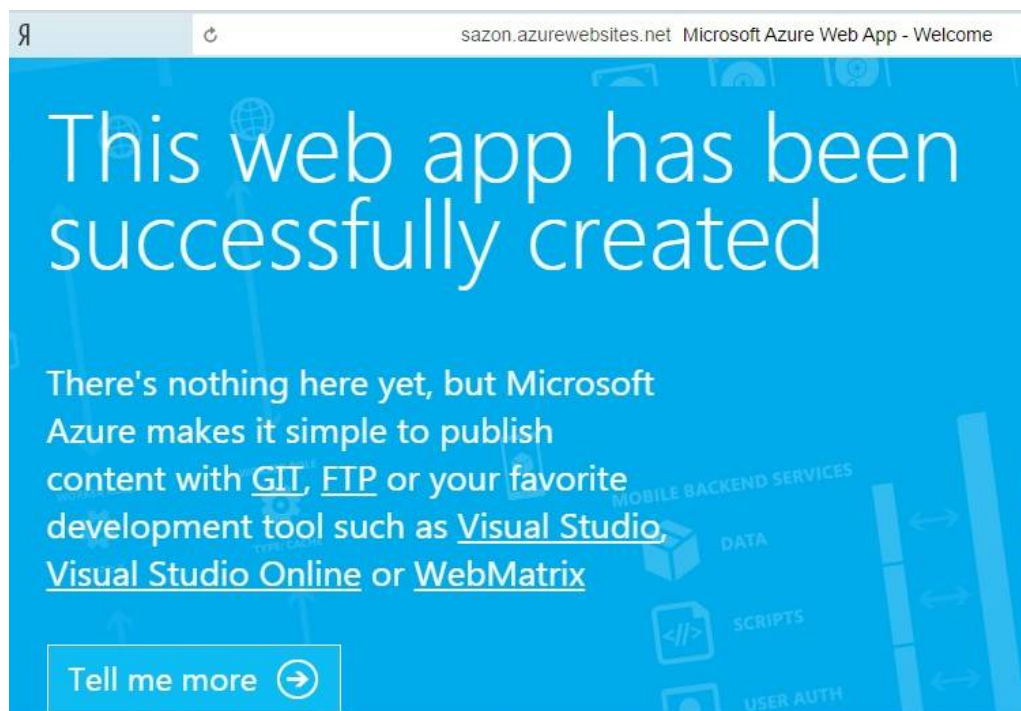 Я sazon.azurewebsites.net Microsoft Azure Web App - Welcome
This web app has been
successfully created
There's nothing here yet, but Microsoft
Azure makes it simple to publish
content with GIT, FTP or your favorite
development tool such as Visual Studio,
Visual Studio Online or WebMatrix
MOBILE BACKEND SERVICES
DATA
SCRIPTS
Tell me more
USER AUTH